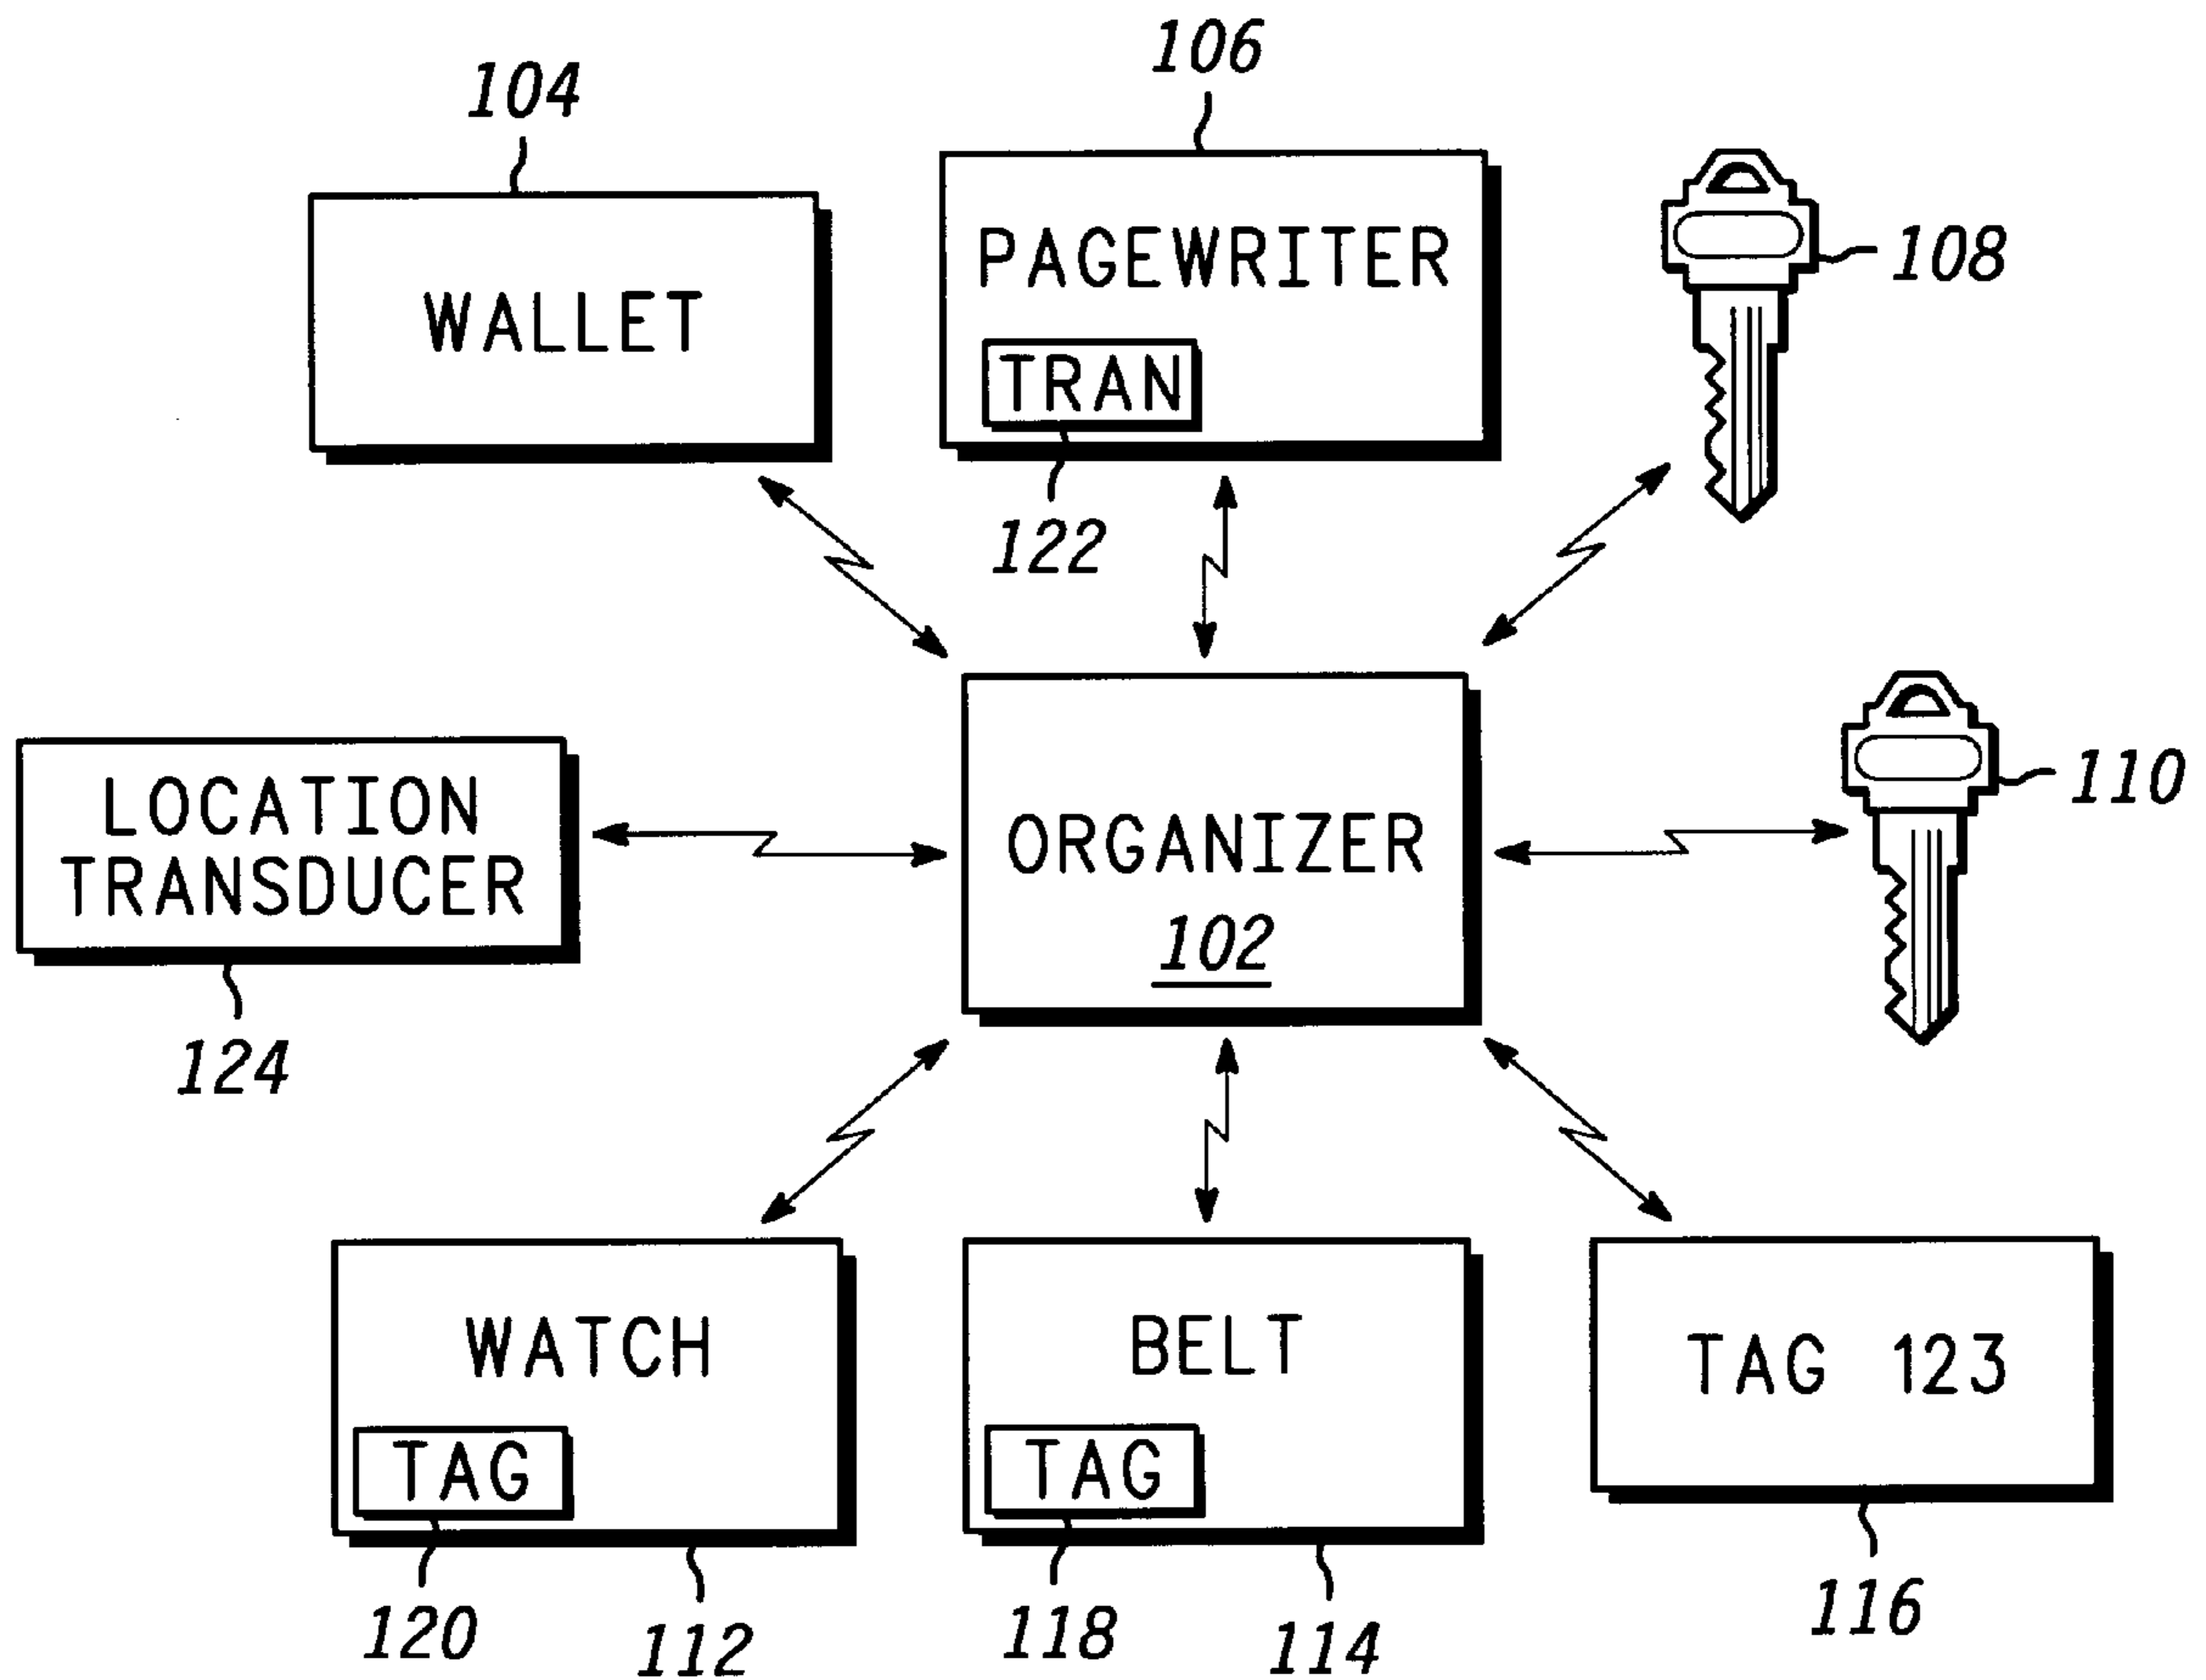 106
104
WALLET
PAGEWRITER
TRAN
108
122
LOCATION
TRANSDUCER
124
ORGANIZER
102
110
WATCH
TAG
120
112
BELT
TAG
118
114
TAG 123
116